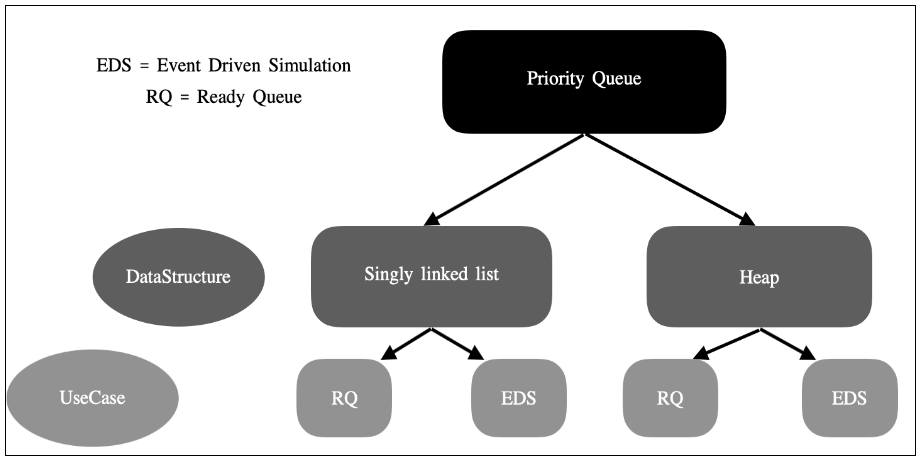 EDS = Event Driven Simulation
RQ = Ready Queue
Priority Queue
DataStructure
Singly linked list
Heap
UseCase
RQ
EDS
RQ
EDS